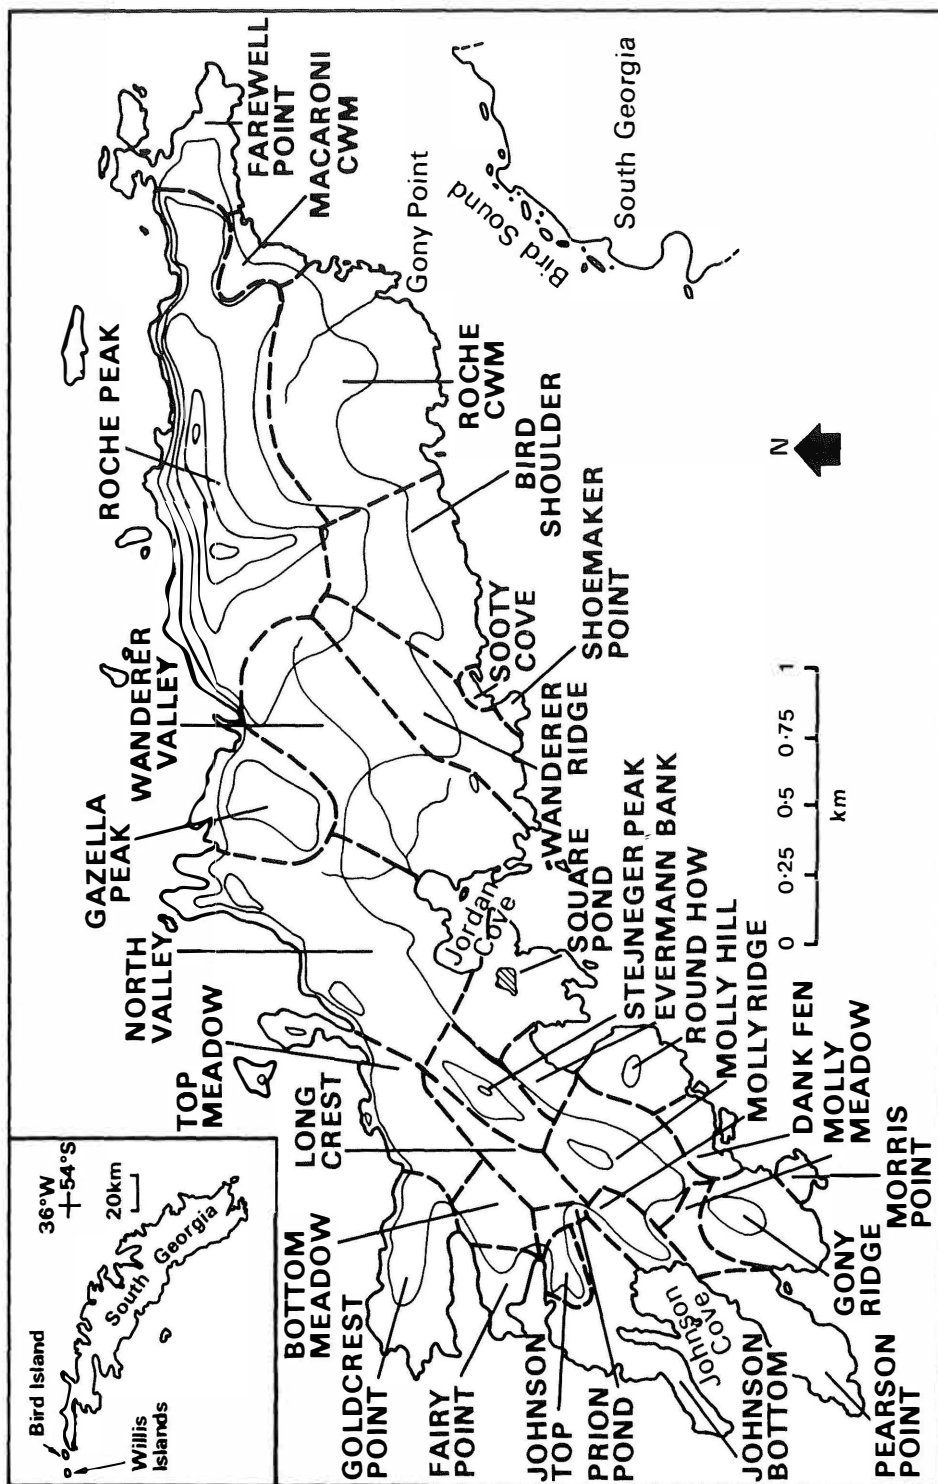 Bird Island
Willis
Islands
South Georgia
36°W
54°S
20km
FAREWELL
POINT
MACARONI
CWM
Gony Point
Bird Sound
South Georgia
ROCHE PEAK
ROCHE
CWM
BIRD
SHOULDER
N
WANDERER
VALLEY
SOOTY
COVE
SHOEMAKER
POINT
GAZELLA
PEAK
WANDERER
RIDGE
NORTH
VALLEY
Jordan
Cove
SQUARE
POND
TOP
MEADOW
STEJNEGER PEAK
EVERMANN BANK
ROUND HOW
MOLLY HILL
MOLLY RIDGE
LONG
CREST
DANK FEN
MOLLY
MEADOW
MORRIS
POINT
BOTTOM
MEADOW
GOLDCREST
POINT
FAIRY
POINT
JOHNSON
TOP
PRION
POND
Johnson
Cove
JOHNSON
BOTTOM
GONY
RIDGE
PEARSON
POINT
0 0·25 0·5 0·75 1
km